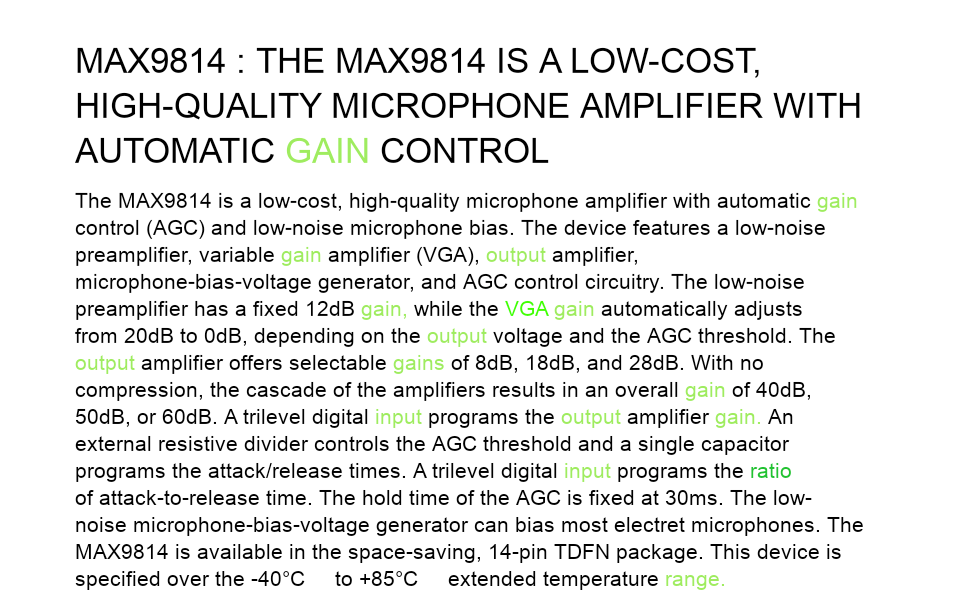 MAX9814 : THE MAX9814 IS A LOW-COST,
HIGH-QUALITY MICROPHONE AMPLIFIER WITH
AUTOMATIC GAIN CONTROL
The MAX9814 is a low-cost, high-quality microphone amplifier with automatic gain
control (AGC) and low-noise microphone bias. The device features a low-noise
preamplifier, variable gain amplifier (VGA), output amplifier,
microphone-bias-voltage generator, and AGC control circuitry. The low-noise
preamplifier has a fixed 12dB gain, while the VGA gain automatically adjusts
from 20dB to 0dB, depending on the output voltage and the AGC threshold. The
output amplifier offers selectable gains of 8dB, 18dB, and 28dB. With no
compression, the cascade of the amplifiers results in an overall gain of 40dB,
50dB, or 60dB. A trilevel digital input programs the output amplifier gain. An
external resistive divider controls the AGC threshold and a single capacitor
programs the attack/release times. A trilevel digital input programs the ratio
of attack-to-release time. The hold time of the AGC is fixed at 30ms. The low-
noise microphone-bias-voltage generator can bias most electret microphones. The
MAX9814 is available in the space-saving, 14-pin TDFN package. This device is
specified over the -40°C to +85°C extended temperature range.